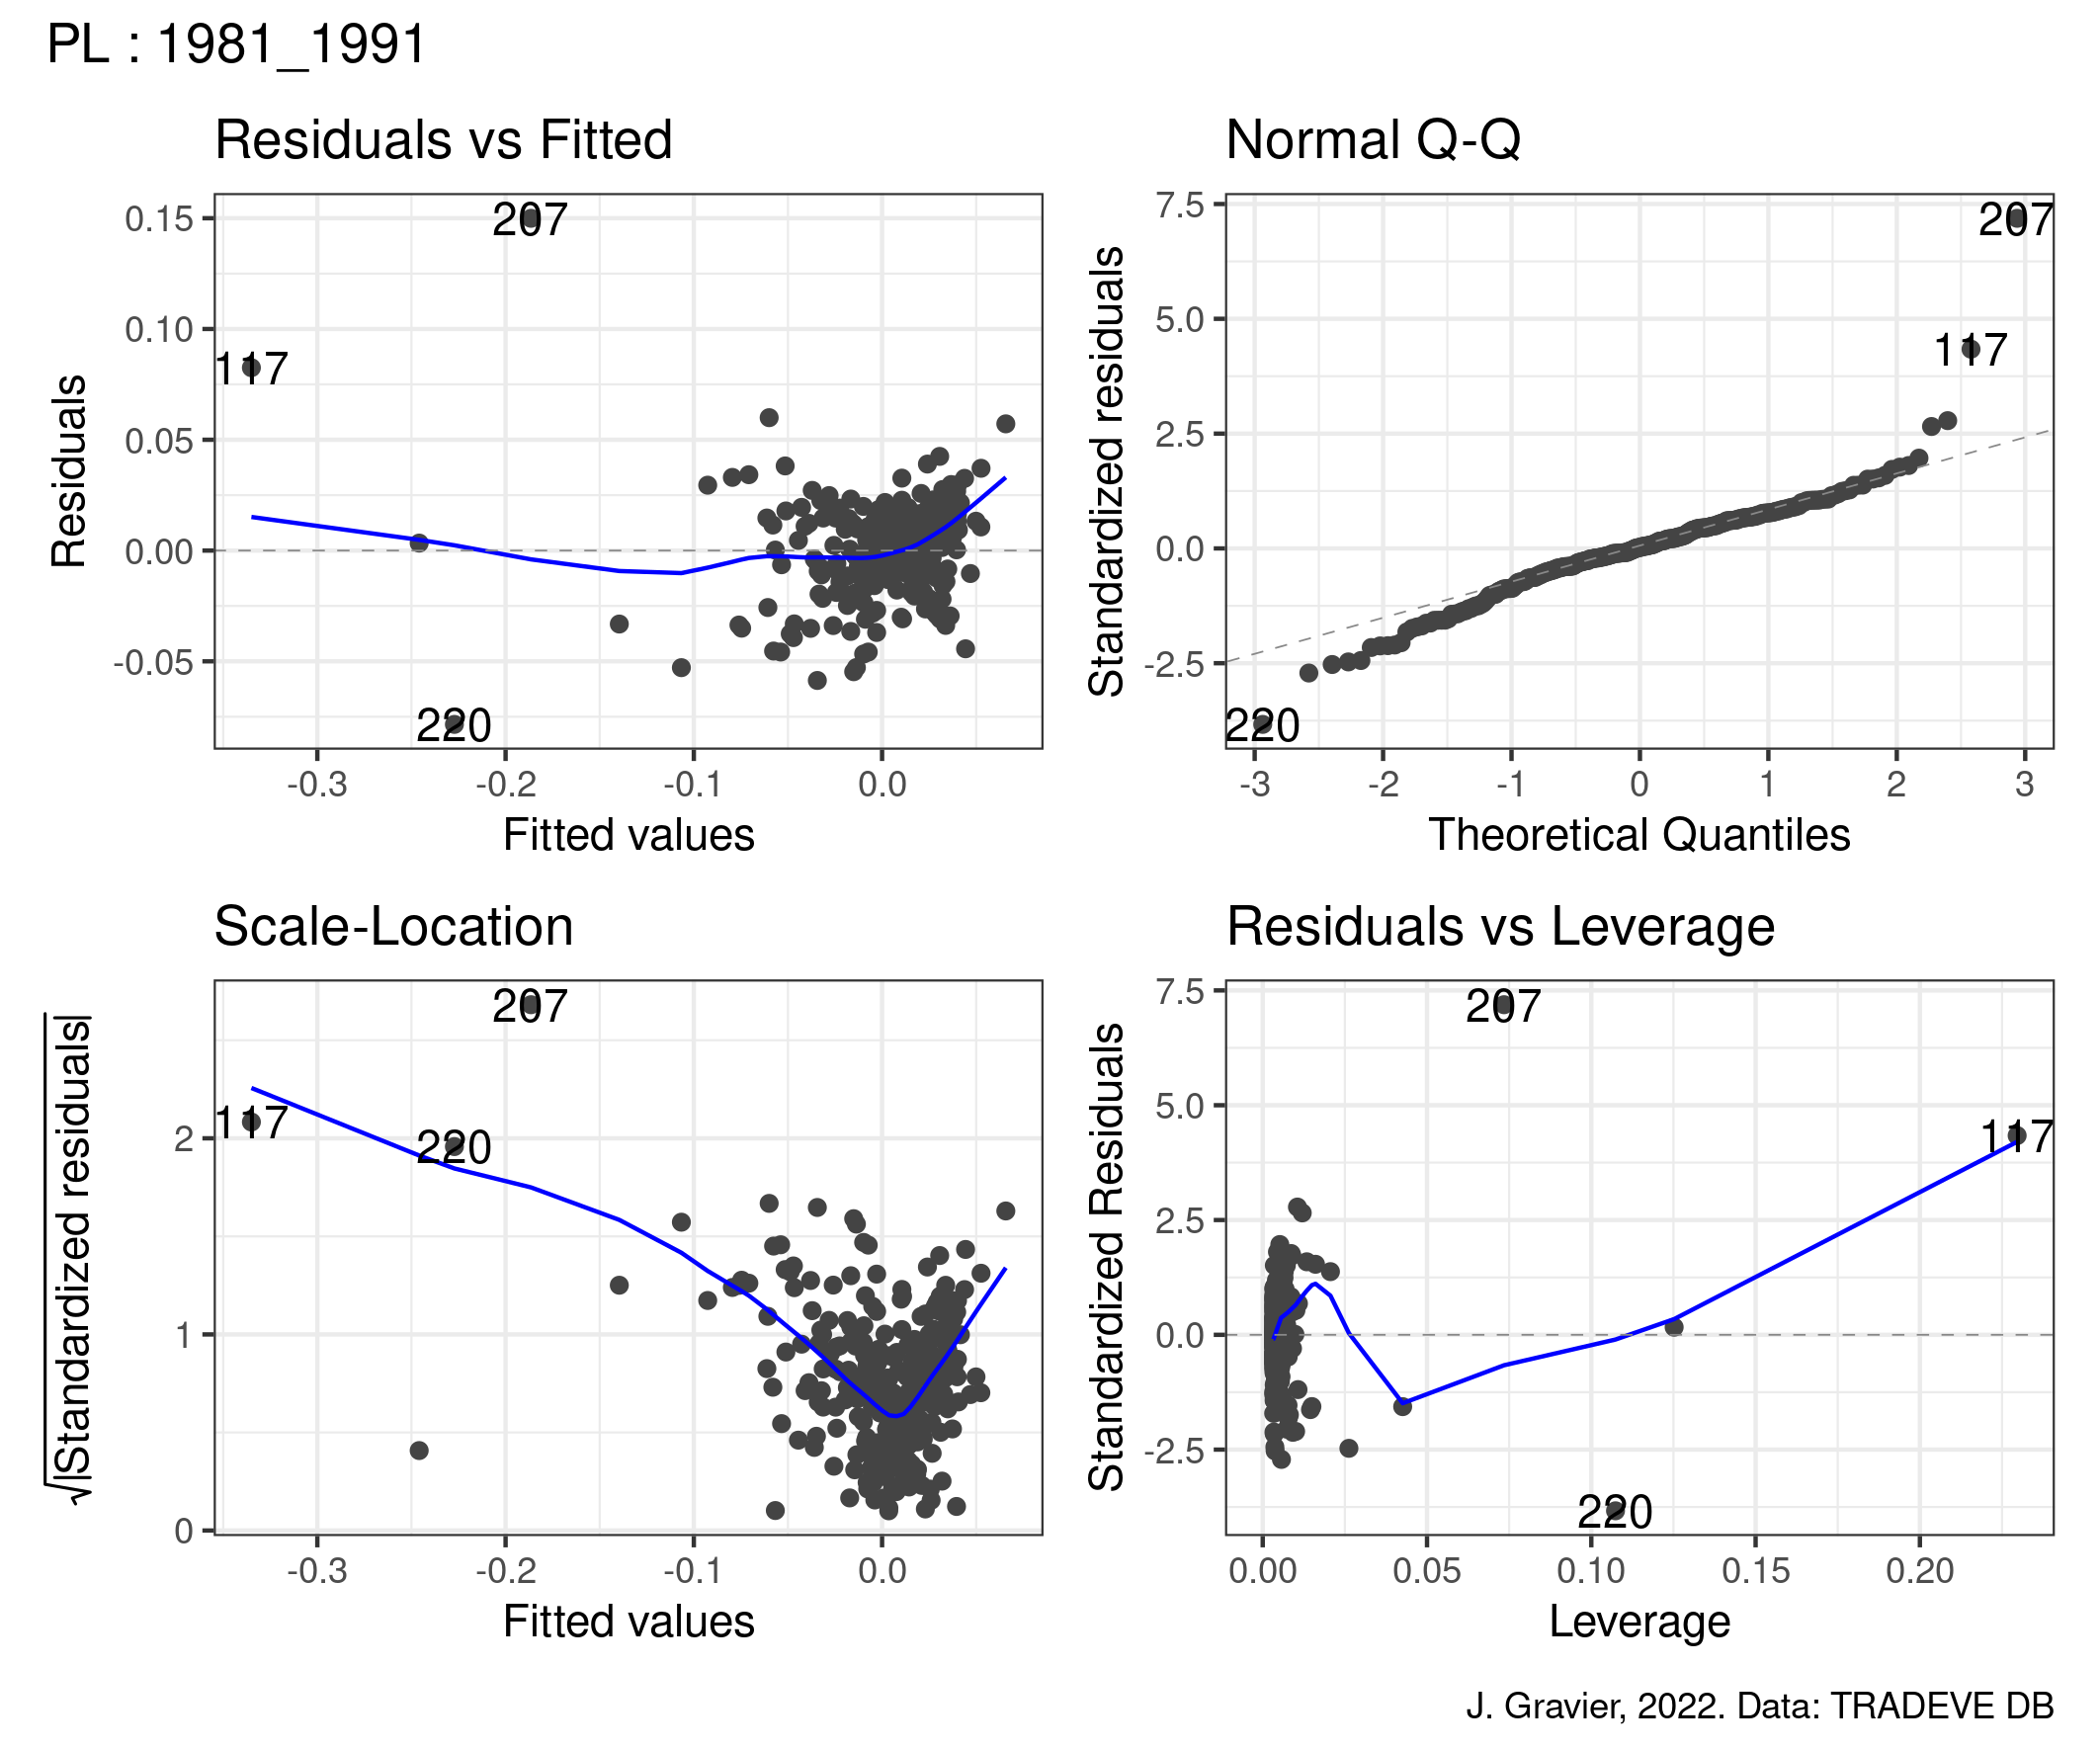 PL : 1981_1991
Residuals vs Fitted
Residuals
0.15
0.10
0.05
0.00
-0.05
207
117
220
-0.3 -0.2 -0.1 0.0
Fitted values
Normal Q-Q
Standardized residuals
7.5
5.0
2.5
0.0
-2.5
207
117
220
-3 -2 -1 0 1 2 3
Theoretical Quantiles
Scale-Location
√|Standardized residuals|
2
1
0
207
117
220
-0.3 -0.2 -0.1 0.0
Fitted values
Residuals vs Leverage
Standardized Residuals
7.5
5.0
2.5
0.0
-2.5
207
117
220
0.00 0.05 0.10 0.15 0.20
Leverage
J. Gravier, 2022. Data: TRADEVE DB